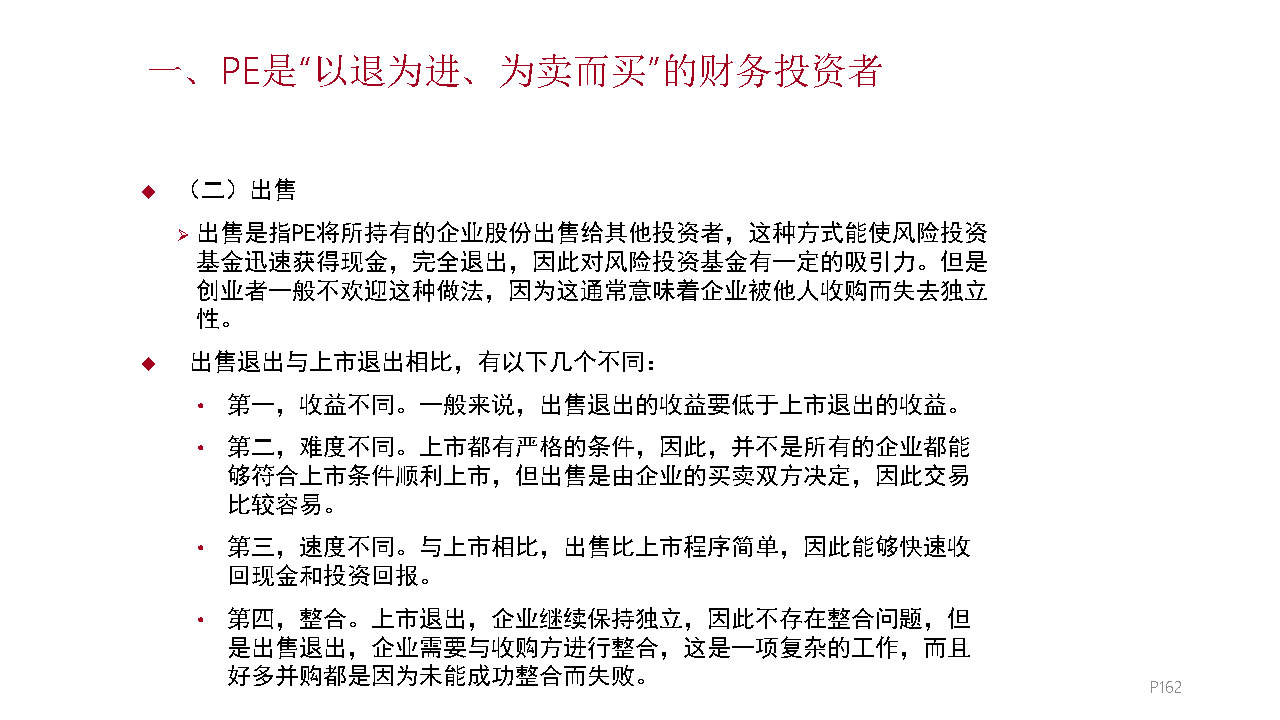 一、PE是“以退为进、为卖而买”的财务投资者
（二）出售
出售是指PE将所持有的企业股份出售给其他投资者，这种方式能使风险投资
基金迅速获得现金，完全退出，因此对风险投资基金有一定的吸引力。但是
创业者一般不欢迎这种做法，因为这通常意味着企业被他人收购而失去独立
性。
出售退出与上市退出相比，有以下几个不同：
第一，收益不同。一般来说，出售退出的收益要低于上市退出的收益。
第二，难度不同。上市都有严格的条件，因此，并不是所有的企业都能
够符合上市条件顺利上市，但出售是由企业的买卖双方决定，因此交易
比较容易。
第三，速度不同。与上市相比，出售比上市程序简单，因此能够快速收
回现金和投资回报。
第四，整合。上市退出，企业继续保持独立，因此不存在整合问题，但
是出售退出，企业需要与收购方进行整合，这是一项复杂的工作，而且
好多并购都是因为未能成功整合而失败。
P162